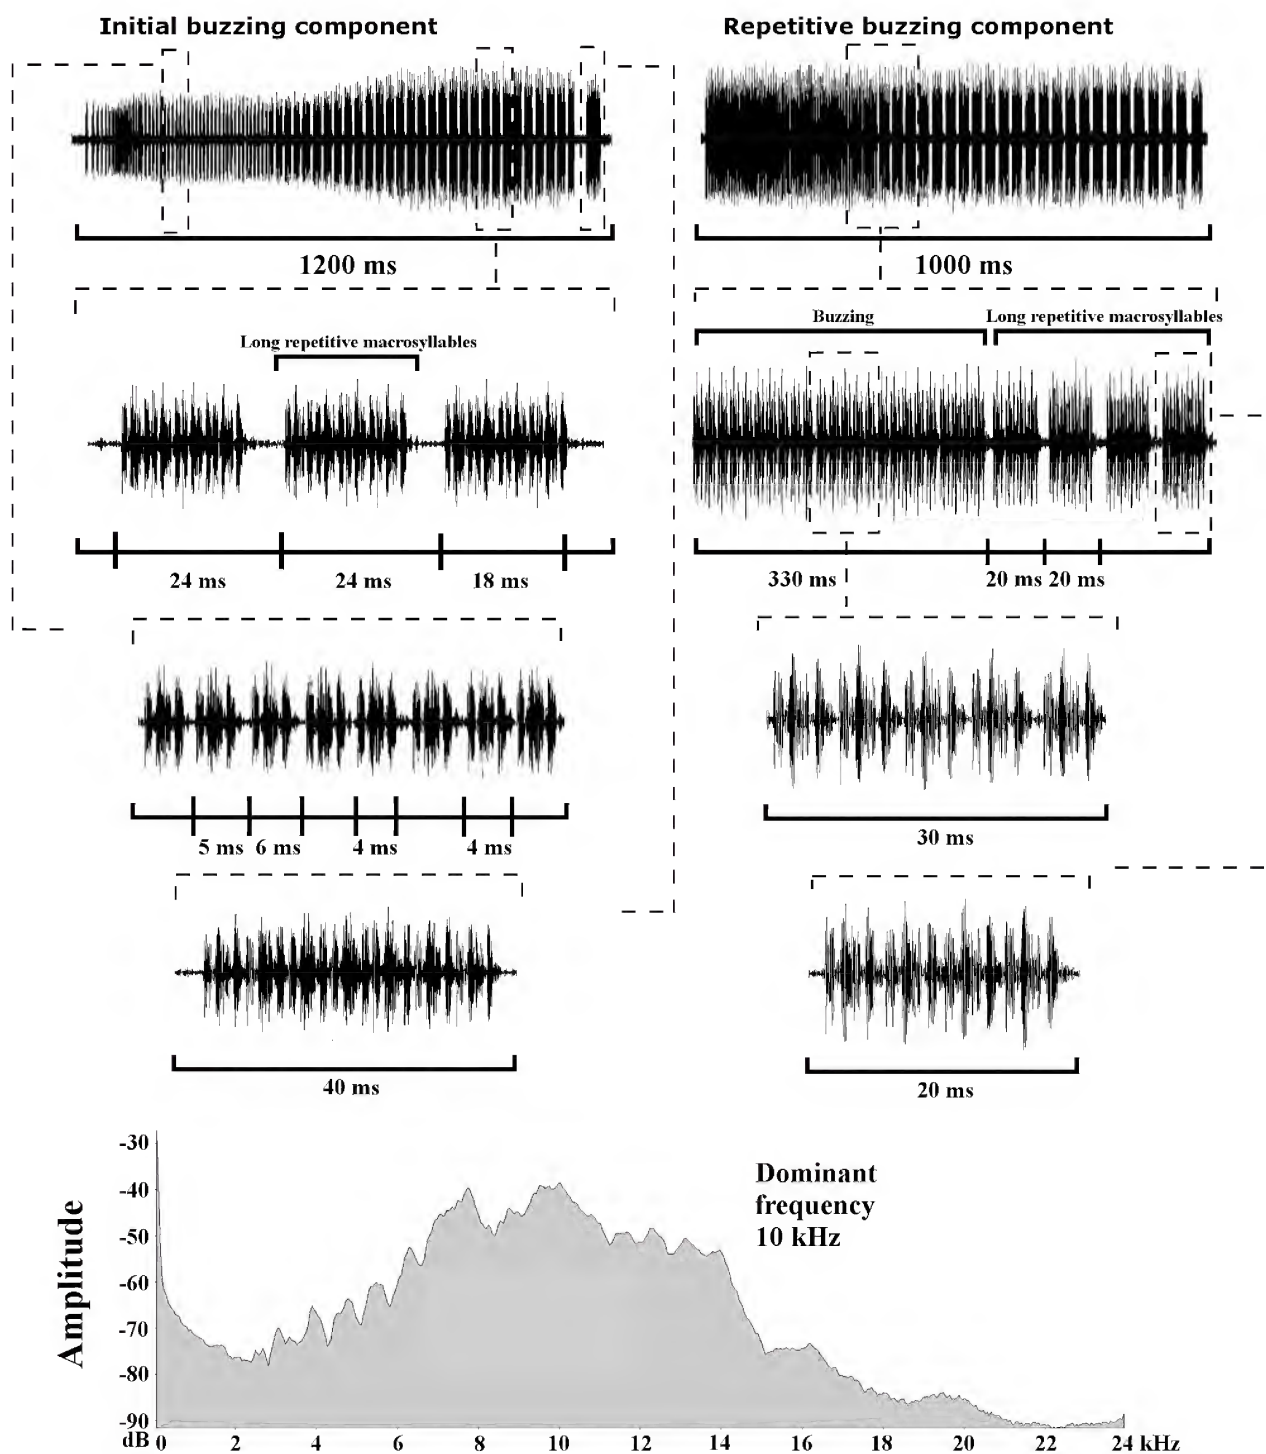 Initial buzzing component
Repetitive buzzing component
1200 ms
1000 ms
Long repetitive macrosyllables
Buzzing
Long repetitive macrosyllables
24 ms
24 ms
18 ms
330 ms
20 ms
20 ms
5 ms
6 ms
4 ms
4 ms
30 ms
40 ms
20 ms
Amplitude
-30
-40
-50
-60
-70
-80
-90
dB
Dominant
frequency
10 kHz
0 2 4 6 8 10 12 14 16 18 20 22 24 kHz